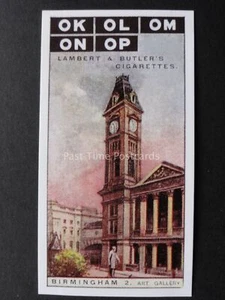 OK OL OM
ON OP
LAMBERT & BUTLER'S
CIGARETTES.
Past Time Postcards
BIRMINGHAM 2. ART GALLERY